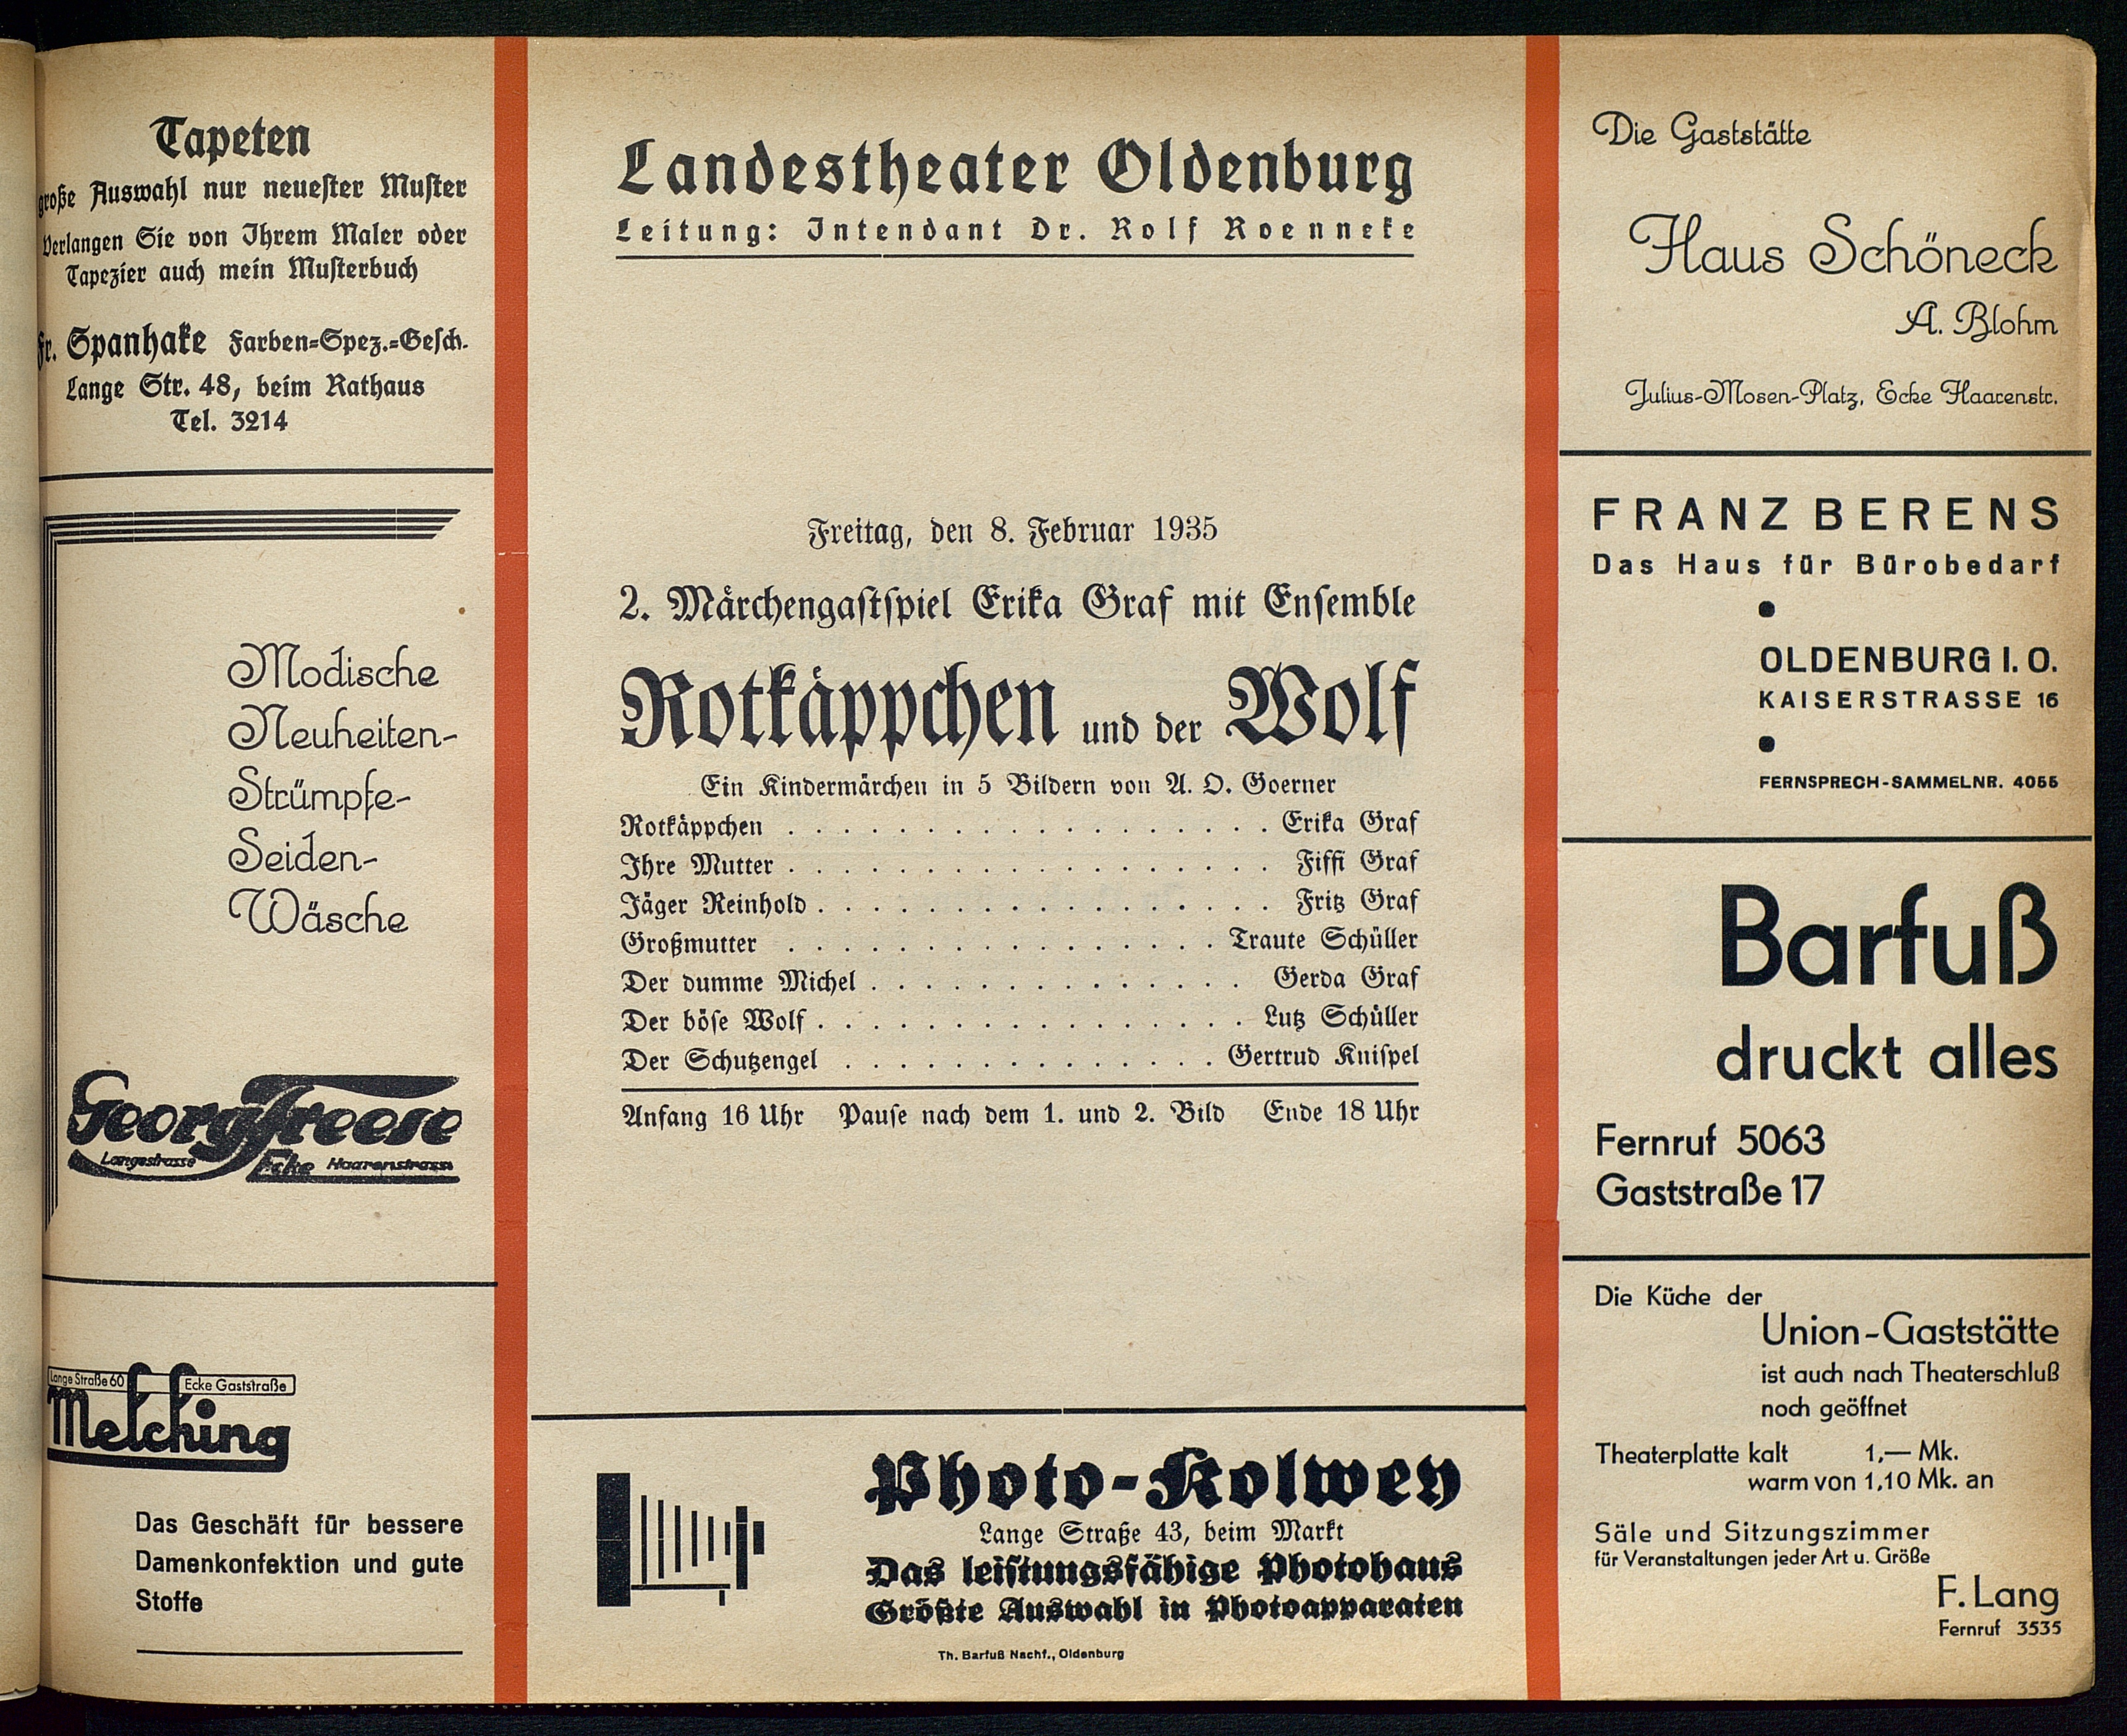 Tapeten
große Auswahl nur neuester Muster
Verlangen Sie von Ihrem Maler oder
Tapezier auch mein Musterbuch
Fr. Spanhake Farben-Spez.-Gesch.
Lange Str. 48, beim Rathaus
Tel. 3214
Modische
Neuheiten-
Strümpfe-
Seiden-
Wäsche
Georg Freese
Langestrasse Ecke Haarenstrasse
Lange Straße 60 Ecke Gaststraße
Melching
Das Geschäft für bessere
Damenkonfektion und gute
Stoffe
Landestheater Oldenburg
Leitung: Intendant Dr. Rolf Roenneke
Freitag, den 8. Februar 1935
2. Märchengastspiel Erika Graf mit Ensemble
Rotkäppchen und der Wolf
Ein Kindermärchen in 5 Bildern von A. O. Goerner
Rotkäppchen . . . . . . . . . . . . . . . . . . Erika Graf
Ihre Mutter . . . . . . . . . . . . . . . . . . . Fiffi Graf
Jäger Reinhold . . . . . . . . . . . . . . . . . Fritz Graf
Großmutter . . . . . . . . . . . . . . . . Traute Schüller
Der dumme Michel . . . . . . . . . . . . . . Gerda Graf
Der böse Wolf . . . . . . . . . . . . . . . . Lutz Schüller
Der Schutzengel . . . . . . . . . . . . . . Gertrud Knispel
Anfang 16 Uhr Pause nach dem 1. und 2. Bild Ende 18 Uhr
Photo-Kolwey
Lange Straße 43, beim Markt
Das leistungsfähige Photohaus
Größte Auswahl in Photoapparaten
Th. Barfuß Nachf., Oldenburg
Die Gaststätte
Haus Schöneck
A. Blohm
Julius-Mosen-Platz, Ecke Haarenstr.
FRANZ BERENS
Das Haus für Bürobedarf
OLDENBURG I. O.
KAISERSTRASSE 16
FERNSPRECH-SAMMELNR. 4055
Barfuß
druckt alles
Fernruf 5063
Gaststraße 17
Die Küche der
Union-Gaststätte
ist auch nach Theaterschluß
noch geöffnet
Theaterplatte kalt 1,— Mk.
warm von 1,10 Mk. an
Säle und Sitzungszimmer
für Veranstaltungen jeder Art u. Größe
F. Lang
Fernruf 3535